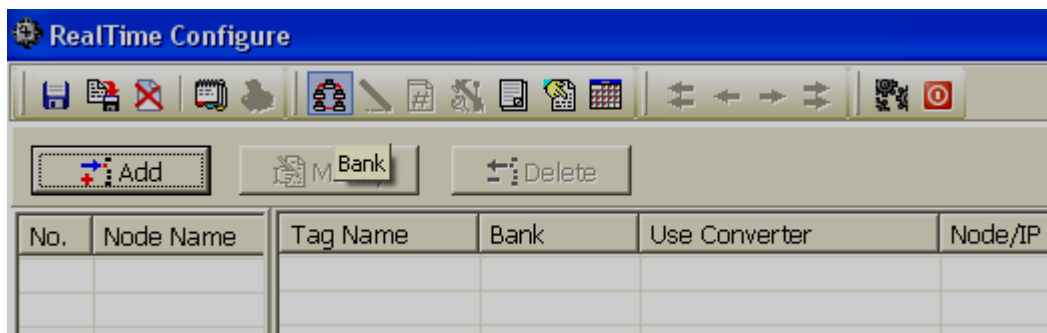 RealTime Configure
Add
Bank
Delete
No. Node Name Tag Name Bank Use Converter Node/IP